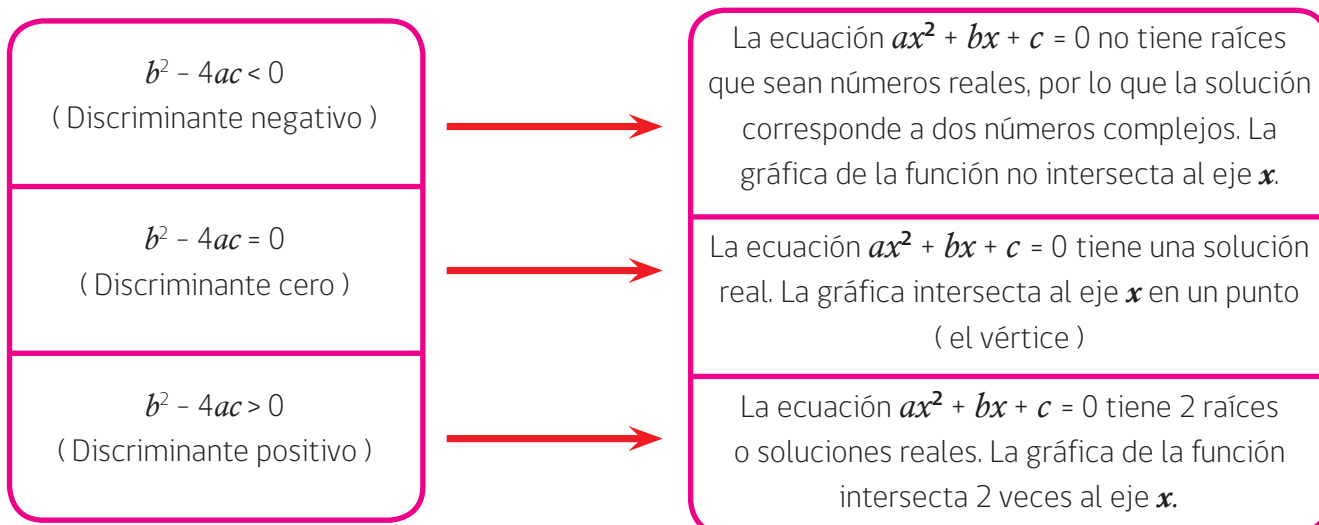 b² - 4ac < 0
( Discriminante negativo )
La ecuación ax² + bx + c = 0 no tiene raíces
que sean números reales, por lo que la solución
corresponde a dos números complejos. La
gráfica de la función no intersecta al eje x.
b² - 4ac = 0
( Discriminante cero )
La ecuación ax² + bx + c = 0 tiene una solución
real. La gráfica intersecta al eje x en un punto
( el vértice )
b² - 4ac > 0
( Discriminante positivo )
La ecuación ax² + bx + c = 0 tiene 2 raíces
o soluciones reales. La gráfica de la función
intersecta 2 veces al eje x.